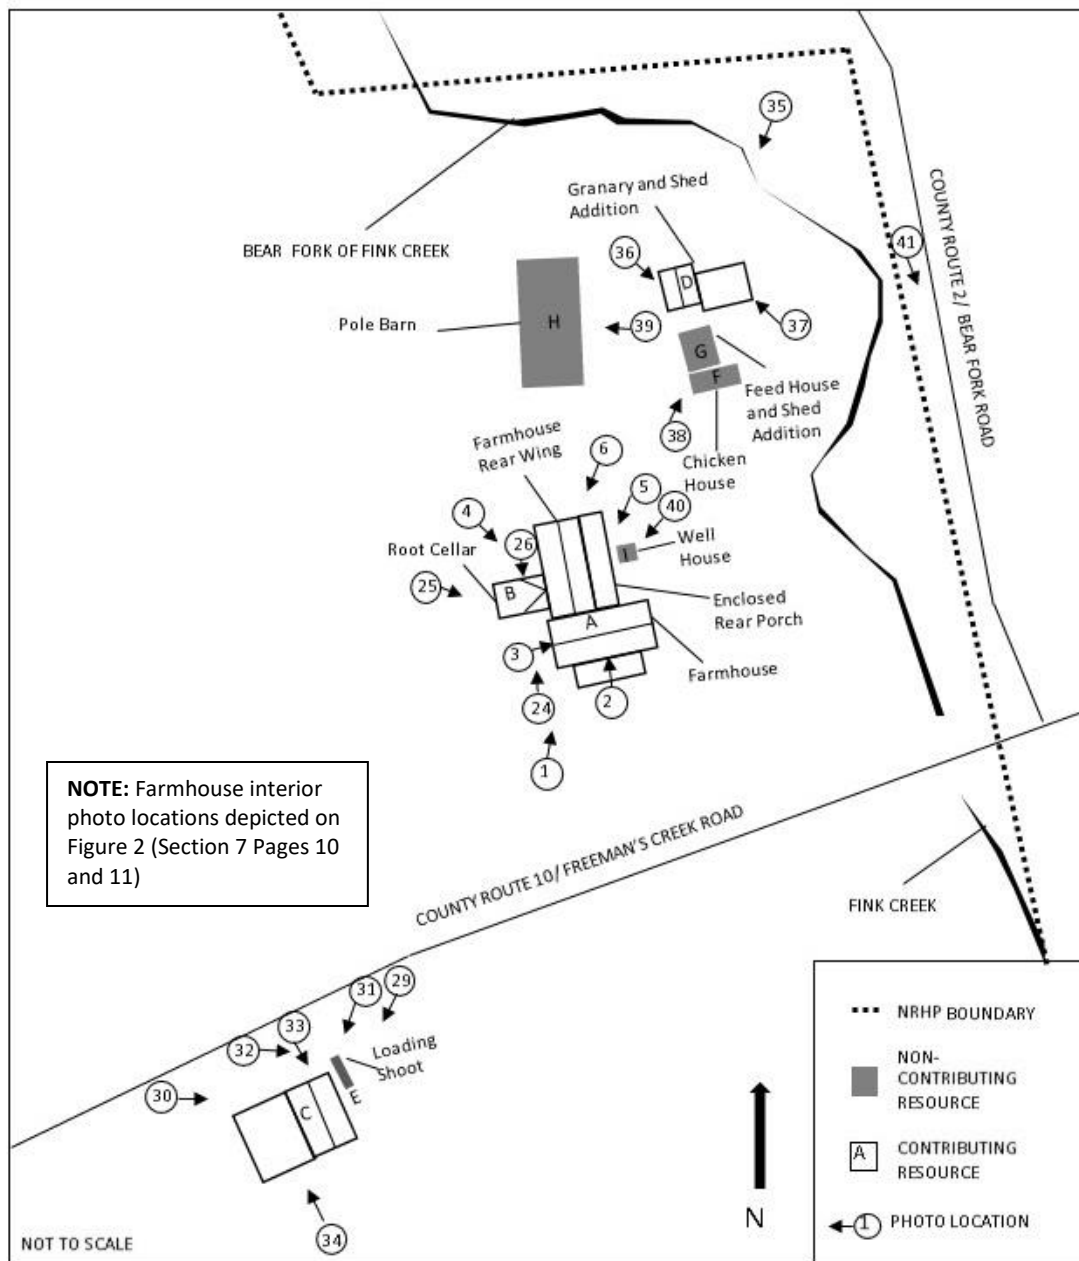 35
Granary and Shed
Addition
COUNTY ROUTE 2/ BEAR FORK ROAD
41
BEAR FORK OF FINK CREEK
36
D
37
Pole Barn
H
39
G
F
Feed House
and Shed
Addition
38
Chicken
House
Farmhouse
Rear Wing
6
5
40
4
26
Root Cellar
I
Well
House
25
B
A
Enclosed
Rear Porch
3
Farmhouse
24
2
1
NOTE: Farmhouse interior
photo locations depicted on
Figure 2 (Section 7 Pages 10
and 11)
COUNTY ROUTE 10/ FREEMAN'S CREEK ROAD
FINK CREEK
31
29
33
32
Loading
Shoot
30
C
E
34
N
NOT TO SCALE
NRHP BOUNDARY
NON-
CONTRIBUTING
RESOURCE
A
CONTRIBUTING
RESOURCE
1
PHOTO LOCATION